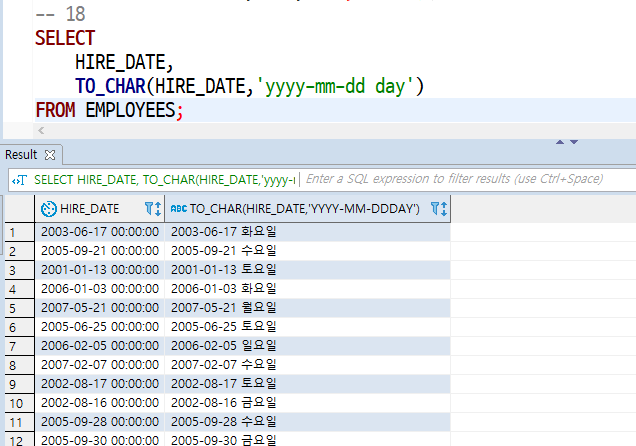 -- 18
SELECT
HIRE_DATE,
TO_CHAR(HIRE_DATE,'yyyy-mm-dd day')
FROM EMPLOYEES;
Result
SELECT HIRE_DATE, TO_CHAR(HIRE_DATE,'yyyy-m Enter a SQL expression to filter results (use Ctrl+Space)
HIRE_DATE ABC TO_CHAR(HIRE_DATE,'YYYY-MM-DDDAY')
1 2003-06-17 00:00:00 2003-06-17 화요일
2 2005-09-21 00:00:00 2005-09-21 수요일
3 2001-01-13 00:00:00 2001-01-13 토요일
4 2006-01-03 00:00:00 2006-01-03 화요일
5 2007-05-21 00:00:00 2007-05-21 월요일
6 2005-06-25 00:00:00 2005-06-25 토요일
7 2006-02-05 00:00:00 2006-02-05 일요일
8 2007-02-07 00:00:00 2007-02-07 수요일
9 2002-08-17 00:00:00 2002-08-17 토요일
10 2002-08-16 00:00:00 2002-08-16 금요일
11 2005-09-28 00:00:00 2005-09-28 수요일
12 2005-09-30 00:00:00 2005-09-30 금요일